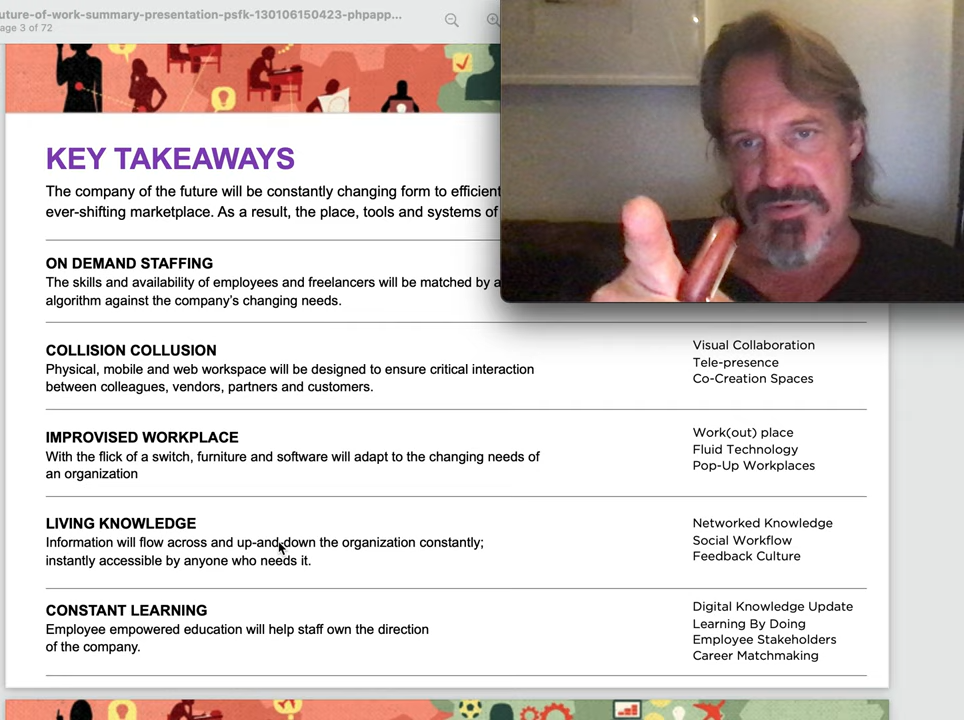 uture-of-work-summary-presentation-psfk-130106150423-phpapp...
age 3 of 72
KEY TAKEAWAYS
The company of the future will be constantly changing form to efficient
ever-shifting marketplace. As a result, the place, tools and systems of
ON DEMAND STAFFING
The skills and availability of employees and freelancers will be matched by a
algorithm against the company's changing needs.
COLLISION COLLUSION
Physical, mobile and web workspace will be designed to ensure critical interaction
between colleagues, vendors, partners and customers.
Visual Collaboration
Tele-presence
Co-Creation Spaces
IMPROVISED WORKPLACE
With the flick of a switch, furniture and software will adapt to the changing needs of
an organization
Work(out) place
Fluid Technology
Pop-Up Workplaces
LIVING KNOWLEDGE
Information will flow across and up-and-down the organization constantly;
instantly accessible by anyone who needs it.
Networked Knowledge
Social Workflow
Feedback Culture
CONSTANT LEARNING
Employee empowered education will help staff own the direction
of the company.
Digital Knowledge Update
Learning By Doing
Employee Stakeholders
Career Matchmaking